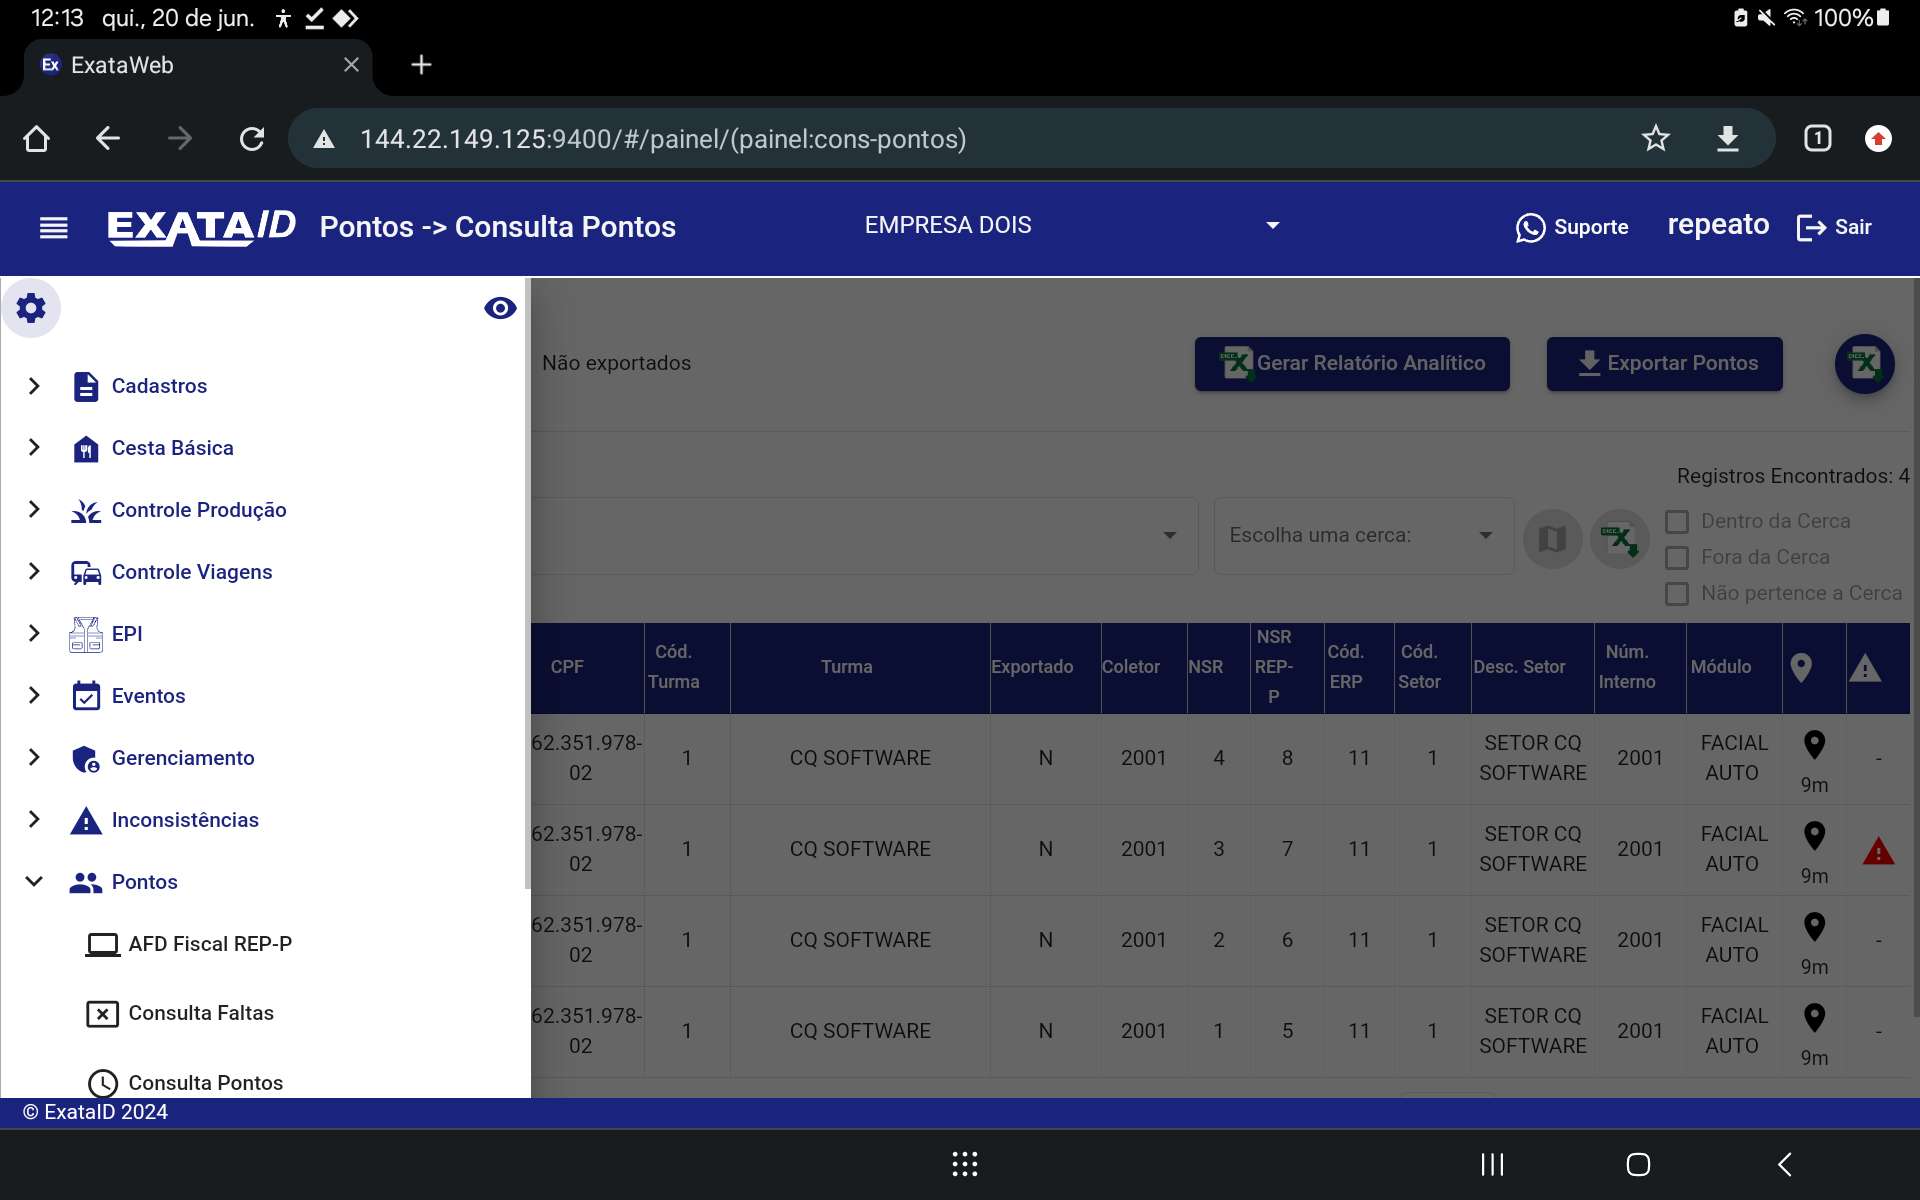 12:13 qui., 20 de jun. 100%
Ex ExataWeb
144.22.149.125:9400/#/painel/(painel:cons-pontos) 1
EXATAID Pontos -> Consulta Pontos EMPRESA DOIS Suporte repeato Sair
Não exportados Gerar Relatório Analítico Exportar Pontos
Cadastros
Cesta Básica
Controle Produção
Controle Viagens
EPI
Eventos
Gerenciamento
Inconsistências
Pontos
AFD Fiscal REP-P
Consulta Faltas
Consulta Pontos
Registros Encontrados: 4
Escolha uma cerca:
Dentro da Cerca
Fora da Cerca
Não pertence a Cerca
CPF Cód. Turma Turma Exportado Coletor NSR NSR REP-P Cód. ERP Cód. Setor Desc. Setor Núm. Interno Módulo
62.351.978-02 1 CQ SOFTWARE N 2001 4 8 11 1 SETOR CQ SOFTWARE 2001 FACIAL AUTO 9m -
62.351.978-02 1 CQ SOFTWARE N 2001 3 7 11 1 SETOR CQ SOFTWARE 2001 FACIAL AUTO 9m
62.351.978-02 1 CQ SOFTWARE N 2001 2 6 11 1 SETOR CQ SOFTWARE 2001 FACIAL AUTO 9m -
62.351.978-02 1 CQ SOFTWARE N 2001 1 5 11 1 SETOR CQ SOFTWARE 2001 FACIAL AUTO 9m -
© ExataID 2024